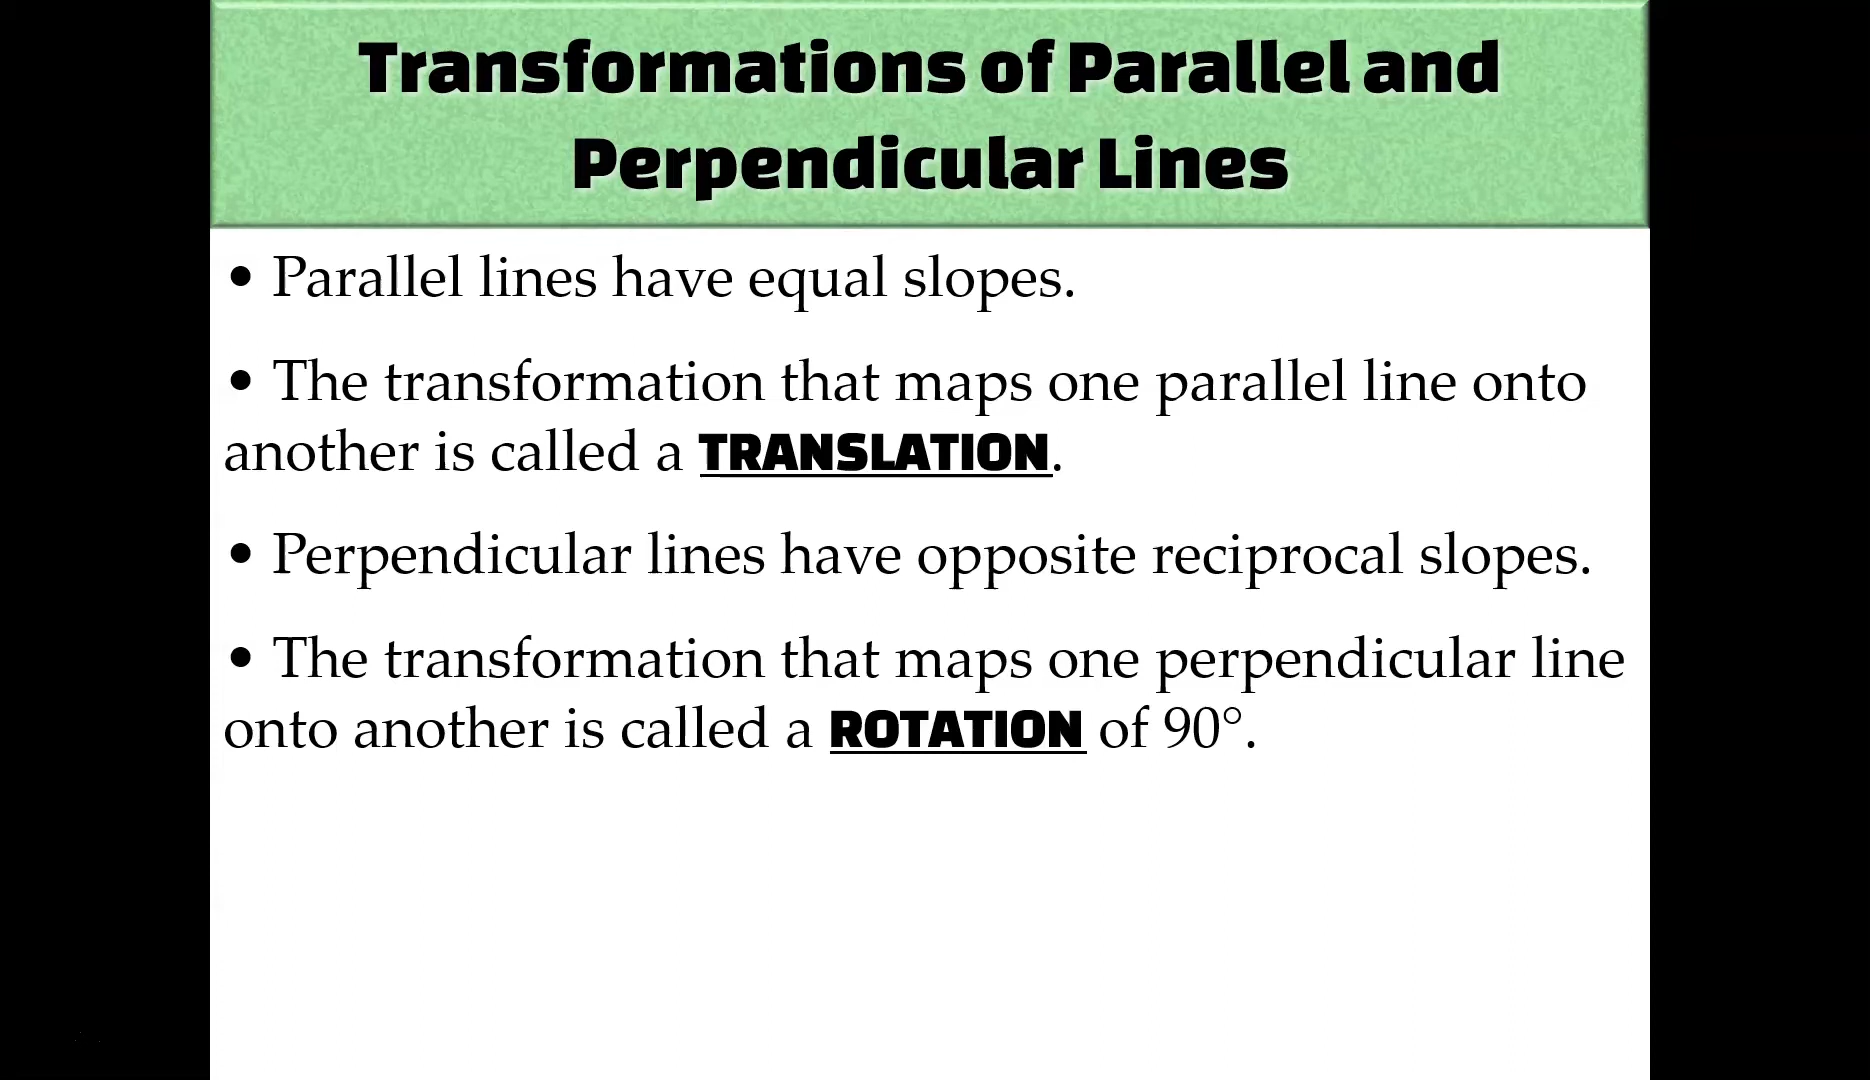 Transformations of Parallel and
Perpendicular Lines
• Parallel lines have equal slopes.
• The transformation that maps one parallel line onto
another is called a TRANSLATION.
• Perpendicular lines have opposite reciprocal slopes.
• The transformation that maps one perpendicular line
onto another is called a ROTATION of 90°.